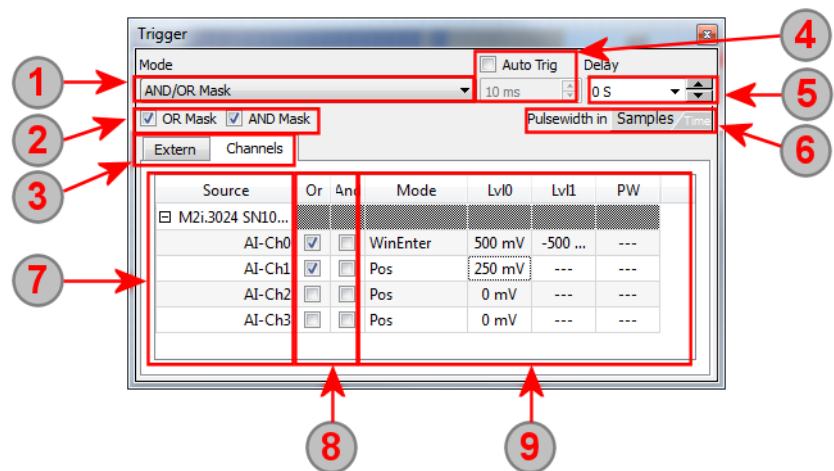 Trigger
4
Mode
Auto Trig
Delay
1
AND/OR Mask
10 ms
0 S
5
2
OR Mask
AND Mask
Pulsewidth in
Samples
Time
6
3
Extern
Channels
Source
Or
And
Mode
Lvl0
Lvl1
PW
M2i.3024 SN10...
AI-Ch0
WinEnter
500 mV
-500 ...
---
7
AI-Ch1
Pos
250 mV
---
---
AI-Ch2
Pos
0 mV
---
---
AI-Ch3
Pos
0 mV
---
---
8
9